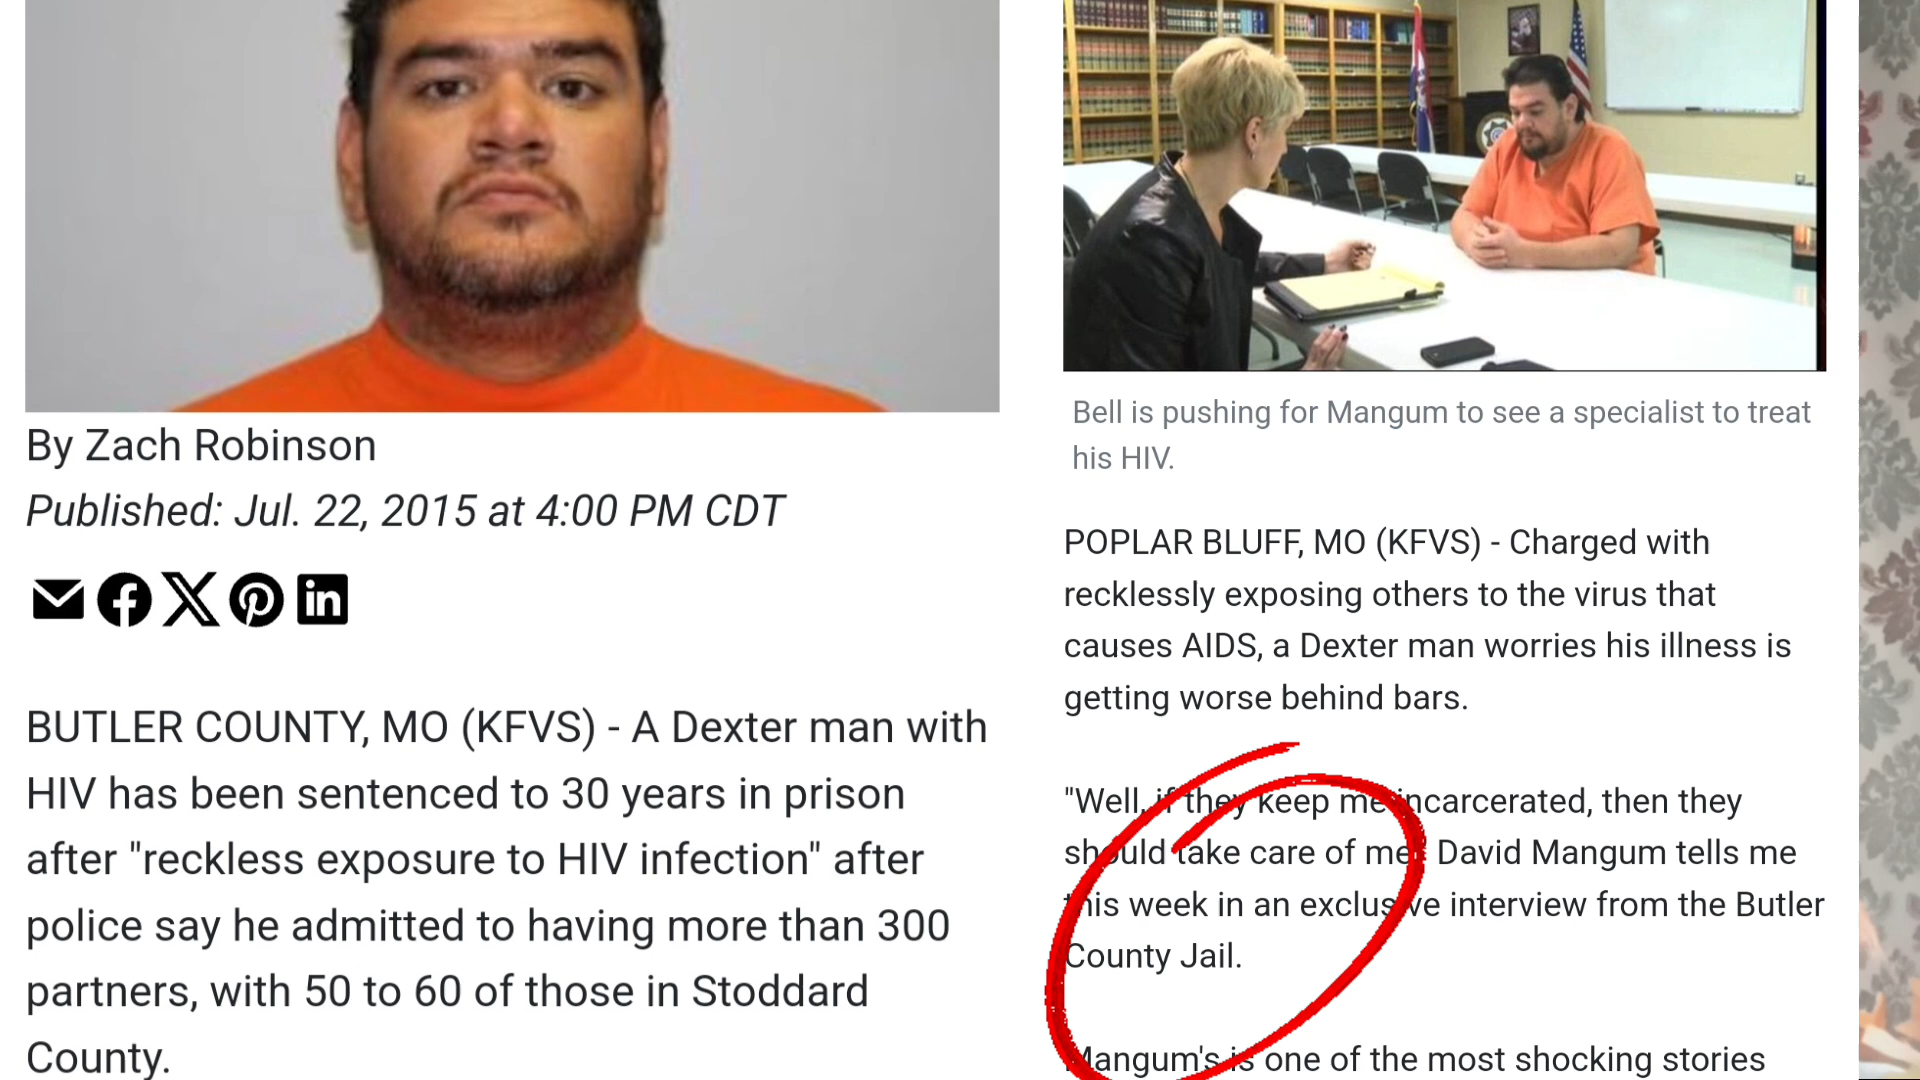 By Zach Robinson
Published: Jul. 22, 2015 at 4:00 PM CDT
BUTLER COUNTY, MO (KFVS) - A Dexter man with
HIV has been sentenced to 30 years in prison
after "reckless exposure to HIV infection" after
police say he admitted to having more than 300
partners, with 50 to 60 of those in Stoddard
County.
Bell is pushing for Mangum to see a specialist to treat
his HIV.
POPLAR BLUFF, MO (KFVS) - Charged with
recklessly exposing others to the virus that
causes AIDS, a Dexter man worries his illness is
getting worse behind bars.
"Well, if they keep me incarcerated, then they
should take care of me" David Mangum tells me
this week in an exclusive interview from the Butler
County Jail.
Mangum's is one of the most shocking stories